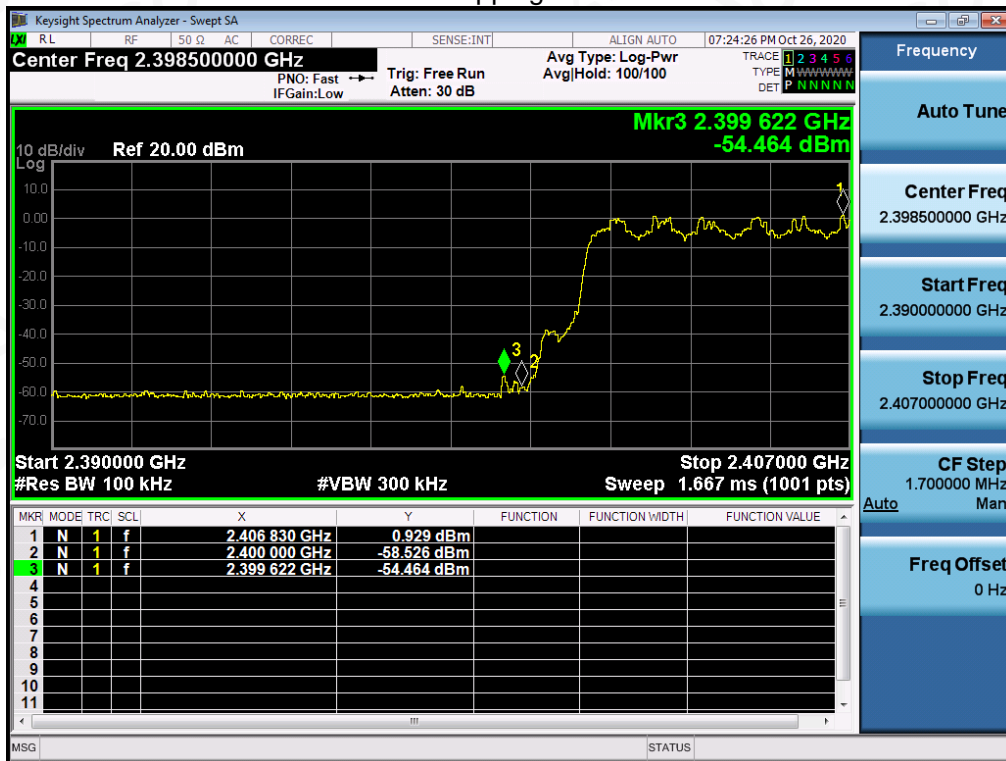 pping
Keysight Spectrum Analyzer - Swept SA
LXI RL RF 50 Ω AC CORREC SENSE:INT ALIGN AUTO 07:24:26 PM Oct 26, 2020
Center Freq 2.398500000 GHz
PNO: Fast
IFGain:Low
Trig: Free Run
Atten: 30 dB
Avg Type: Log-Pwr
Avg|Hold: 100/100
TRACE 1 2 3 4 5 6
TYPE M WWWWW
DET P N N N N N
Mkr3 2.399 622 GHz
-54.464 dBm
10 dB/div Ref 20.00 dBm
Log
10.0
0.00
-10.0
-20.0
-30.0
-40.0
-50.0
-60.0
-70.0
1
3
2
Start 2.390000 GHz Stop 2.407000 GHz
#Res BW 100 kHz #VBW 300 kHz Sweep 1.667 ms (1001 pts)
MKR MODE TRC SCL X Y FUNCTION FUNCTION WIDTH FUNCTION VALUE
1 N 1 f 2.406 830 GHz 0.929 dBm
2 N 1 f 2.400 000 GHz -58.526 dBm
3 N 1 f 2.399 622 GHz -54.464 dBm
4
5
6
7
8
9
10
11
MSG STATUS
Frequency
Auto Tune
Center Freq
2.398500000 GHz
Start Freq
2.390000000 GHz
Stop Freq
2.407000000 GHz
CF Step
1.700000 MHz
Auto Man
Freq Offset
0 Hz